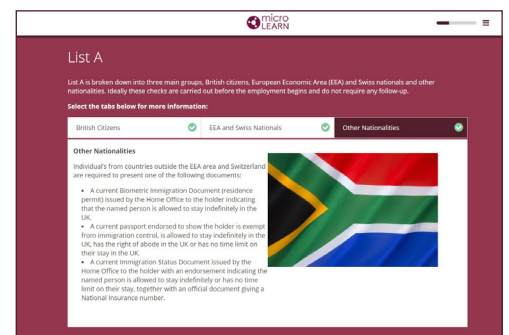 micro
LEARN
List A
List A is broken down into three main groups, British citizens, European Economic Area (EEA) and Swiss nationals and other
nationalities. Ideally these checks are carried out before the employment begins and do not require any follow-up.
Select the tabs below for more information:
British Citizens
EEA and Swiss Nationals
Other Nationalities
Other Nationalities
Individual's from countries outside the EEA area and Switzerland
are required to present one of the following
documents:
• A current Biometric Immigration Document (residence
permit) issued by the Home Office to the holder indicating
that the named person is allowed to stay indefinitely in the
UK.
• A current passport endorsed to show the holder is exempt
from immigration control, is allowed to stay indefinitely in the
UK, has the right of abode in the UK or has no time limit on
their stay in the UK.
• A current Immigration Status Document issued by the
Home Office to the holder with an endorsement indicating the
named person is allowed to stay indefinitely or has no time
limit on their stay, together with an official document giving a
National Insurance number.